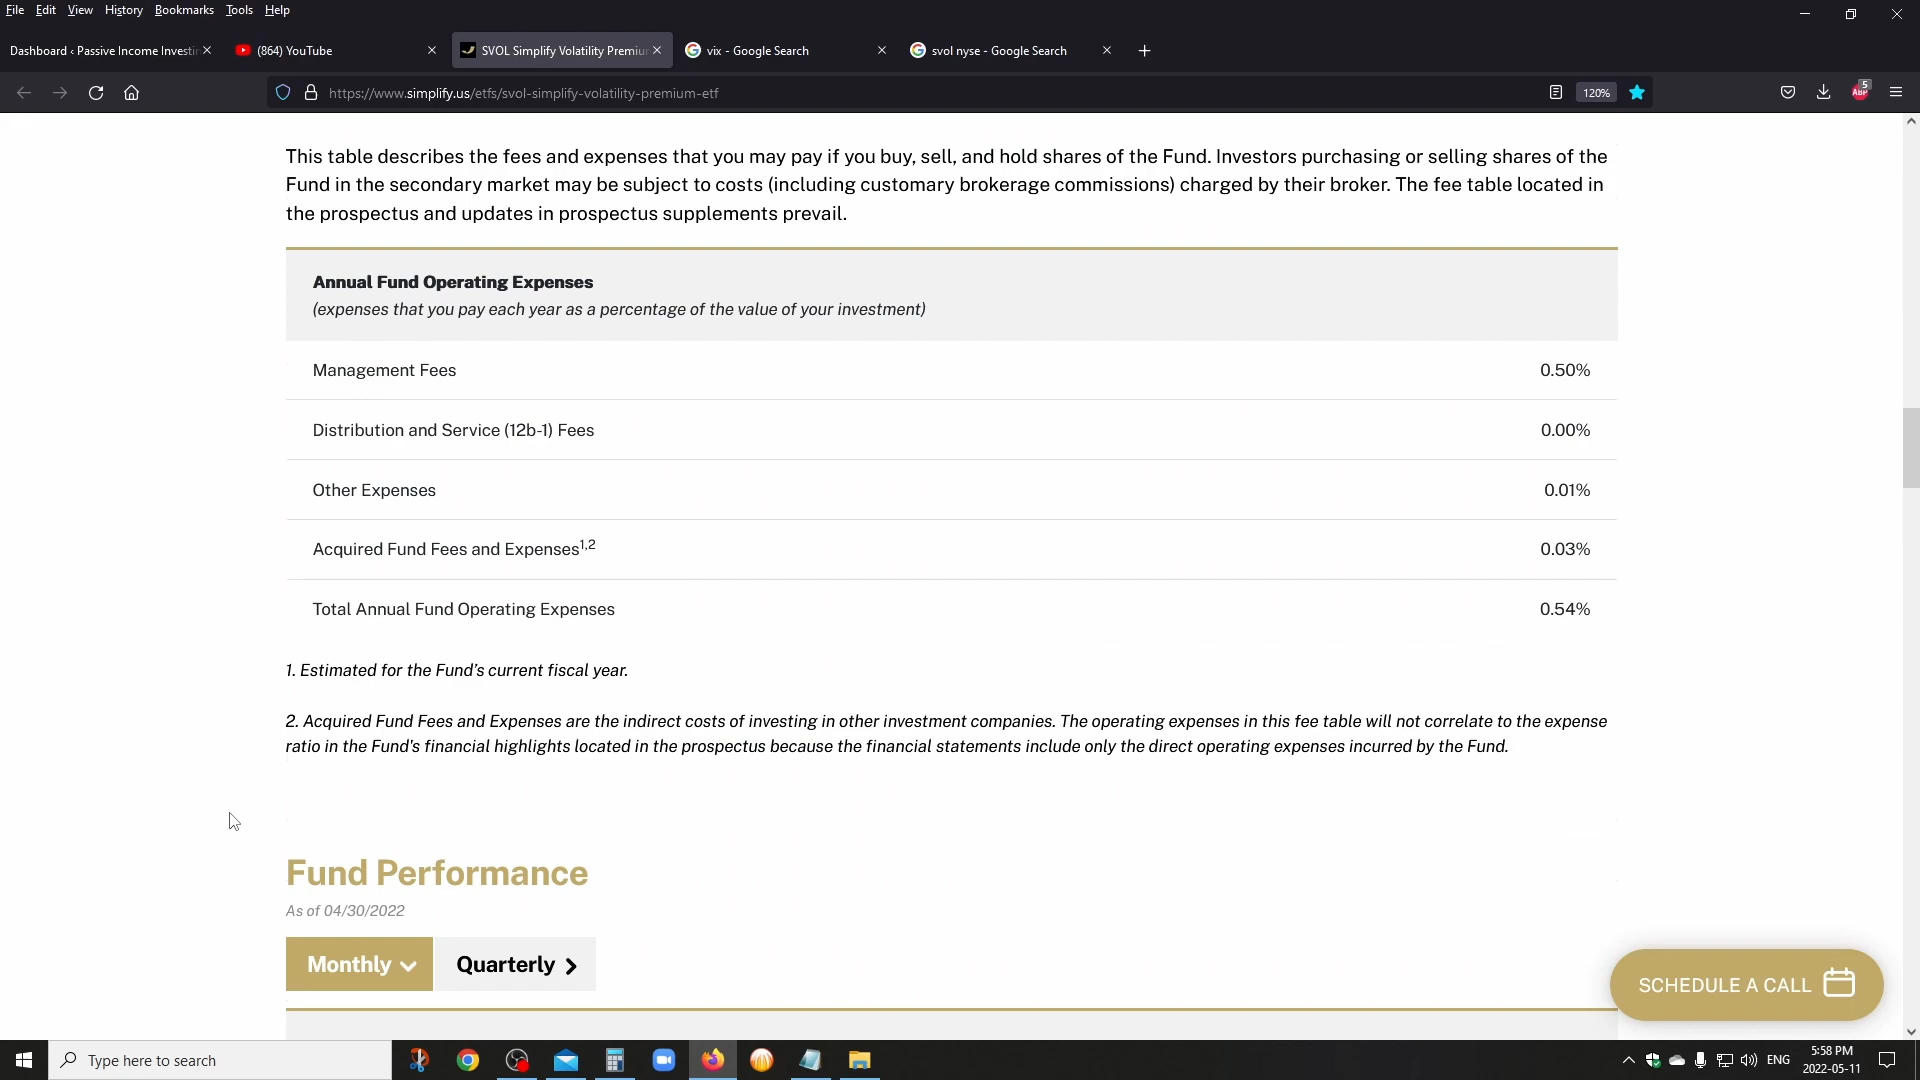 File Edit View History Bookmarks Tools Help
Dashboard ‹ Passive Income Investin
(864) YouTube
SVOL Simplify Volatility Premiu
vix - Google Search
svol nyse - Google Search
https://www.simplify.us/etfs/svol-simplify-volatility-premium-etf
120%
5
ABP
This table describes the fees and expenses that you may pay if you buy, sell, and hold shares of the Fund. Investors purchasing or selling shares of the
Fund in the secondary market may be subject to costs (including customary brokerage commissions) charged by their broker. The fee table located in
the prospectus and updates in prospectus supplements prevail.
Annual Fund Operating Expenses
(expenses that you pay each year as a percentage of the value of your investment)
Management Fees 0.50%
Distribution and Service (12b-1) Fees 0.00%
Other Expenses 0.01%
Acquired Fund Fees and Expenses1,2 0.03%
Total Annual Fund Operating Expenses 0.54%
1. Estimated for the Fund's current fiscal year.
2. Acquired Fund Fees and Expenses are the indirect costs of investing in other investment companies. The operating expenses in this fee table will not correlate to the expense
ratio in the Fund's financial highlights located in the prospectus because the financial statements include only the direct operating expenses incurred by the Fund.
Fund Performance
As of 04/30/2022
Monthly
Quarterly
SCHEDULE A CALL
Type here to search
ENG
5:58 PM
2022-05-11